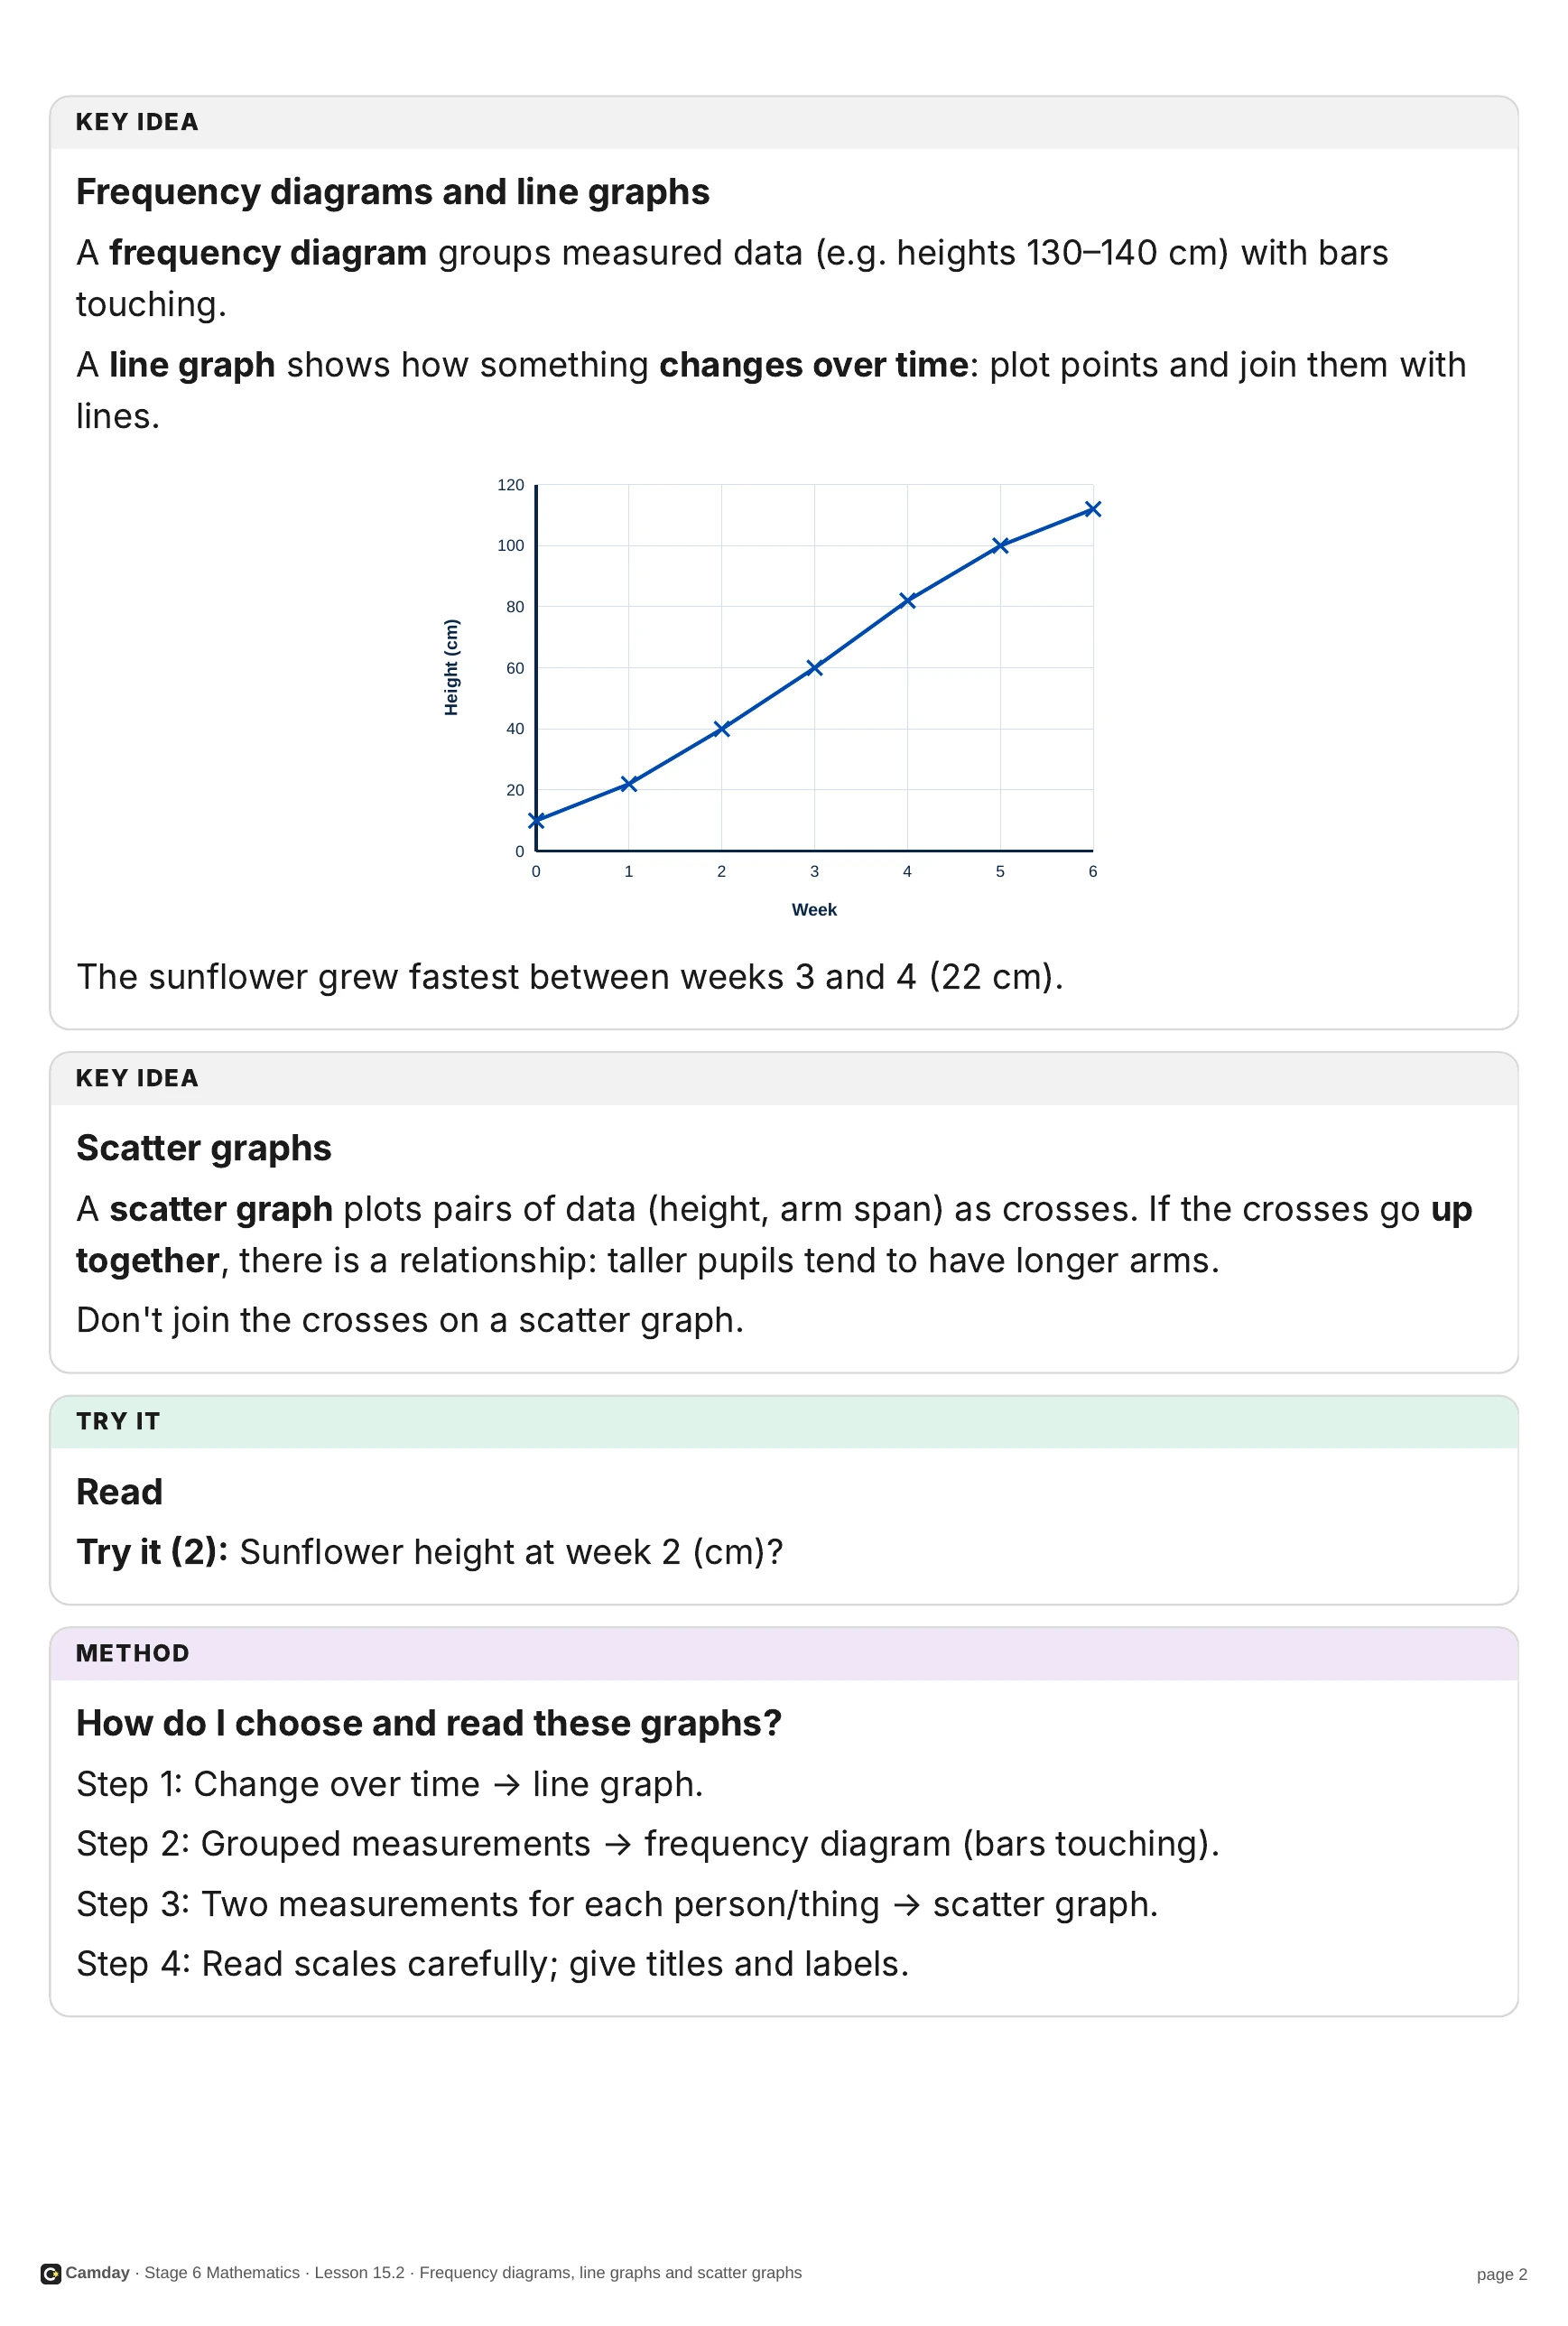 KEY IDEA
Frequency diagrams and line graphs
A frequency diagram groups measured data (e.g. heights 130–140 cm) with bars
touching.
A line graph shows how something changes over time: plot points and join them with
lines.
120
100
80
60
40
20
0
Height (cm)
0 1 2 3 4 5 6
Week
The sunflower grew fastest between weeks 3 and 4 (22 cm).
KEY IDEA
Scatter graphs
A scatter graph plots pairs of data (height, arm span) as crosses. If the crosses go up
together, there is a relationship: taller pupils tend to have longer arms.
Don't join the crosses on a scatter graph.
TRY IT
Read
Try it (2): Sunflower height at week 2 (cm)?
METHOD
How do I choose and read these graphs?
Step 1: Change over time → line graph.
Step 2: Grouped measurements → frequency diagram (bars touching).
Step 3: Two measurements for each person/thing → scatter graph.
Step 4: Read scales carefully; give titles and labels.
Camday · Stage 6 Mathematics · Lesson 15.2 · Frequency diagrams, line graphs and scatter graphs
page 2